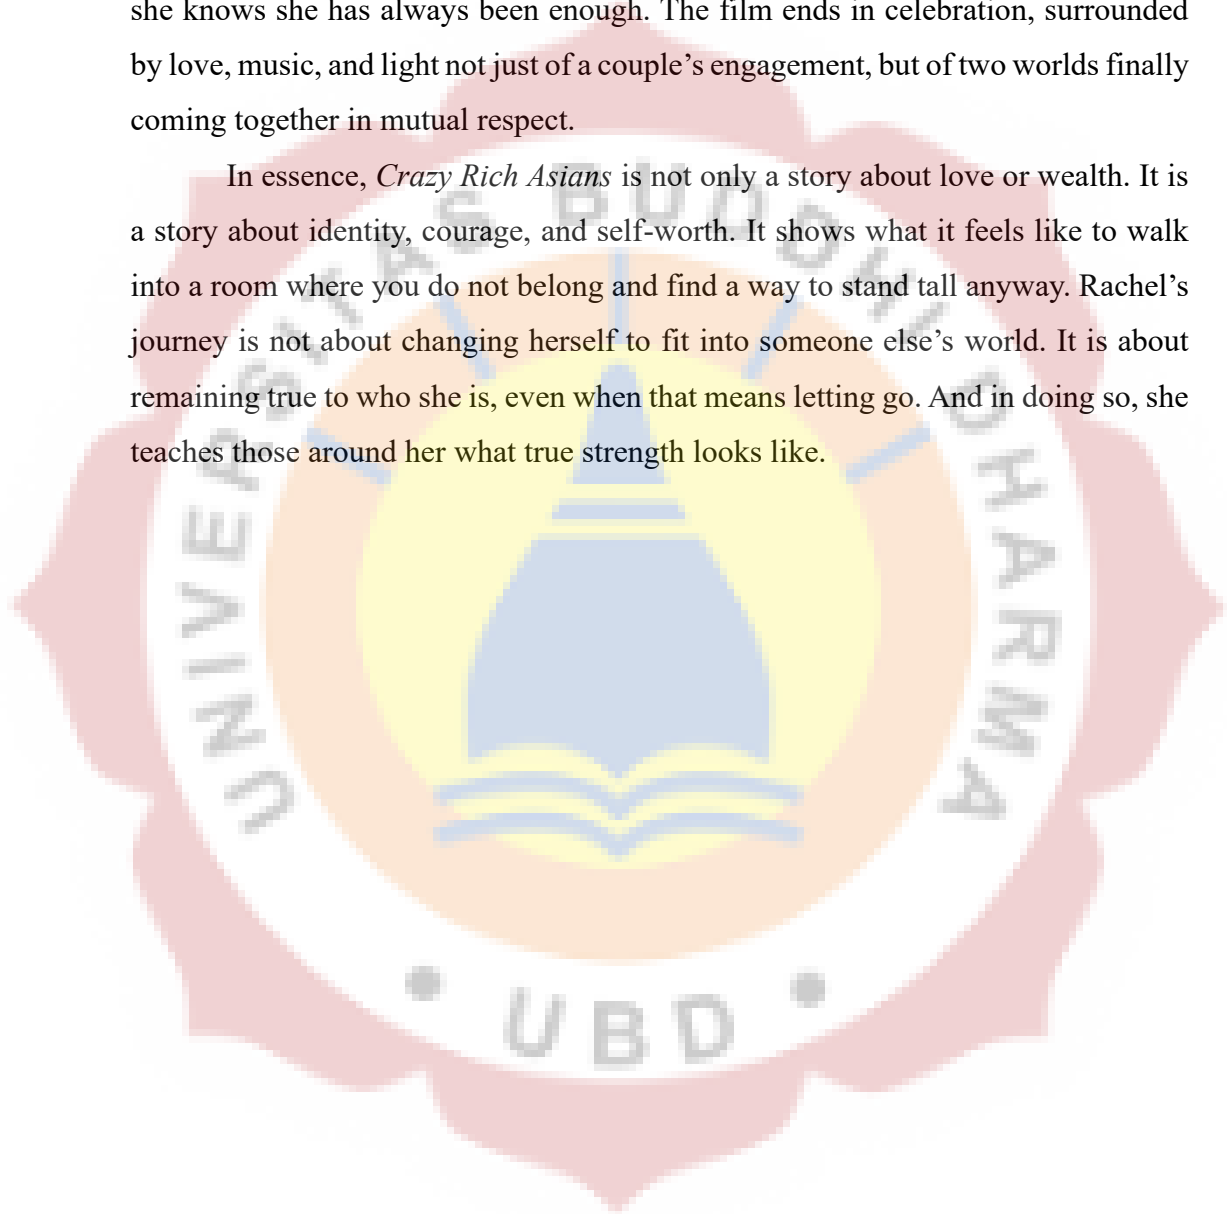 she knows she has always been enough. The film ends in celebration, surrounded
by love, music, and light not just of a couple’s engagement, but of two worlds finally
coming together in mutual respect.
In essence, Crazy Rich Asians is not only a story about love or wealth. It is
a story about identity, courage, and self-worth. It shows what it feels like to walk
into a room where you do not belong and find a way to stand tall anyway. Rachel’s
journey is not about changing herself to fit into someone else’s world. It is about
remaining true to who she is, even when that means letting go. And in doing so, she
teaches those around her what true strength looks like.
UNIVERSITAS BUDDHI DHARMA
• UBD •